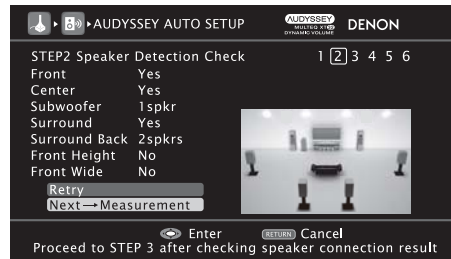 AUDYSSEY AUTO SETUP
AUDYSSEY
MULTEQ XT32
DYNAMIC VOLUME
DENON
STEP2 Speaker Detection Check
1 2 3 4 5 6
Front Yes
Center Yes
Subwoofer 1spkr
Surround Yes
Surround Back 2spkrs
Front Height No
Front Wide No
Retry
Next→Measurement
Enter
RETURN Cancel
Proceed to STEP 3 after checking speaker connection result